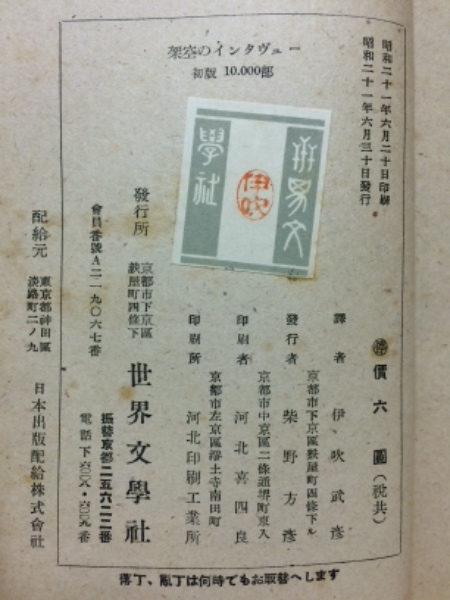 架空のインタヴュー
初版 10.000部
昭和二十一年六月二十日印刷
昭和二十一年六月三十日發行
文
學社
伊吹
價六圓(税共)
譯者 伊吹武彦
京都市下京區鉄屋町四條下ル
發行者 柴野方彦
京都市中京區二條通堺町東入
印刷者 河北喜四良
京都市左京區淨土寺南田町
印刷所 河北印刷工業所
發行所
京都市下京區
鉄屋町四條下
世界文學社
振替京都二五六二二番
電話下六〇〇八・六〇〇九番
會員番號A二一九〇六七番
配給元
東京都神田區
淡路町二ノ九
日本出版配給株式會社
落丁、亂丁は何時でもお取替へします